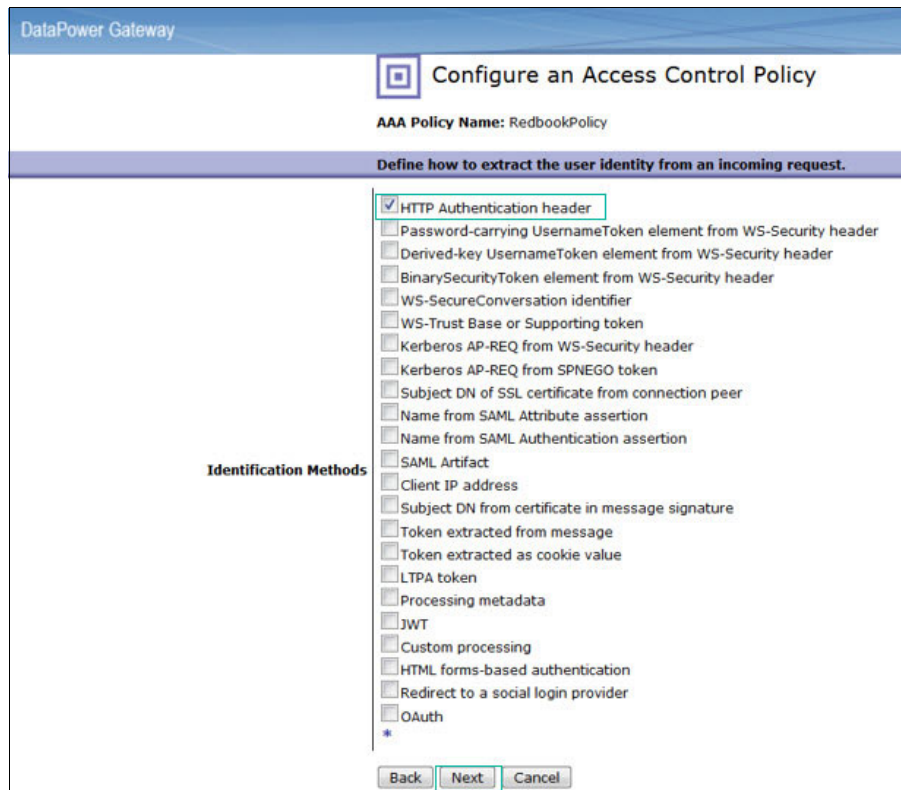 DataPower Gateway
Configure an Access Control Policy
AAA Policy Name: RedbookPolicy
Define how to extract the user identity from an incoming request.
Identification Methods
HTTP Authentication header
Password-carrying UsernameToken element from WS-Security header
Derived-key UsernameToken element from WS-Security header
BinarySecurityToken element from WS-Security header
WS-SecureConversation identifier
WS-Trust Base or Supporting token
Kerberos AP-REQ from WS-Security header
Kerberos AP-REQ from SPNEGO token
Subject DN of SSL certificate from connection peer
Name from SAML Attribute assertion
Name from SAML Authentication assertion
SAML Artifact
Client IP address
Subject DN from certificate in message signature
Token extracted from message
Token extracted as cookie value
LTPA token
Processing metadata
JWT
Custom processing
HTML forms-based authentication
Redirect to a social login provider
OAuth
*
Back Next Cancel